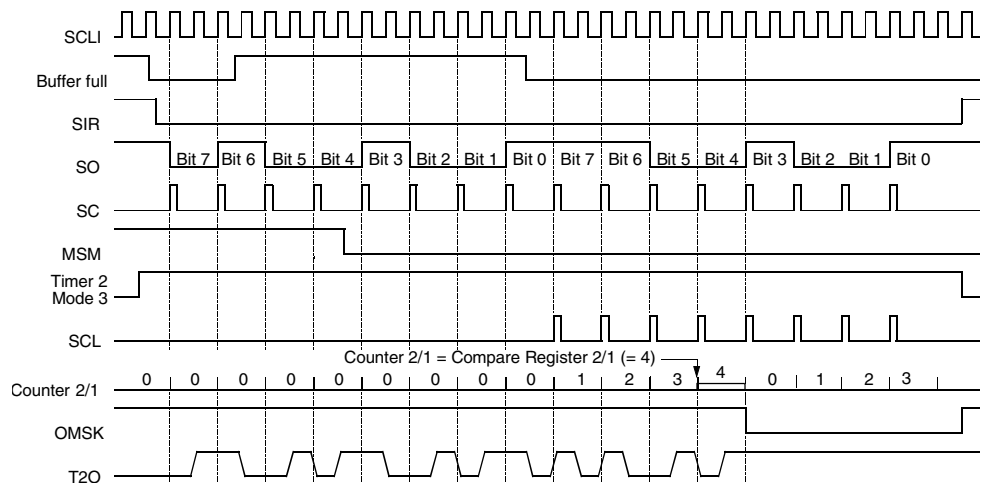 SCLI
Buffer full
SIR
Bit 7 Bit 6 Bit 5 Bit 4 Bit 3 Bit 2 Bit 1 Bit 0 Bit 7 Bit 6 Bit 5 Bit 4 Bit 3 Bit 2 Bit 1 Bit 0
SO
SC
MSM
Timer 2
Mode 3
SCL
Counter 2/1 = Compare Register 2/1 (= 4)
0 0 0 0 0 0 0 0 0 1 2 3 4 0 1 2 3
Counter 2/1
OMSK
T2O